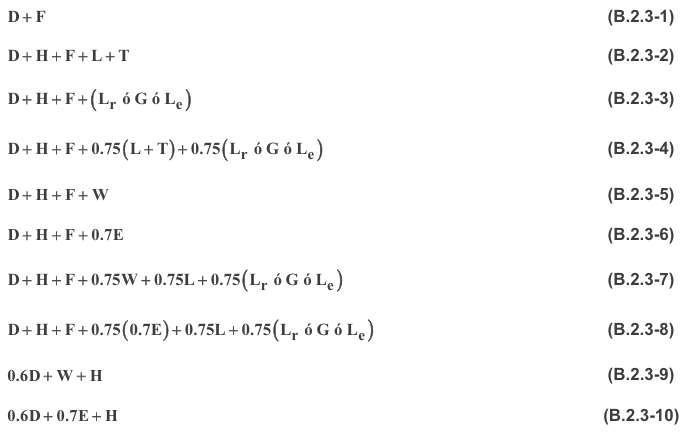 D + F (B.2.3-1)
D + H + F + L + T (B.2.3-2)
D + H + F + (Lr ó G ó Le) (B.2.3-3)
D + H + F + 0.75(L + T) + 0.75(Lr ó G ó Le) (B.2.3-4)
D + H + F + W (B.2.3-5)
D + H + F + 0.7E (B.2.3-6)
D + H + F + 0.75W + 0.75L + 0.75(Lr ó G ó Le) (B.2.3-7)
D + H + F + 0.75(0.7E) + 0.75L + 0.75(Lr ó G ó Le) (B.2.3-8)
0.6D + W + H (B.2.3-9)
0.6D + 0.7E + H (B.2.3-10)